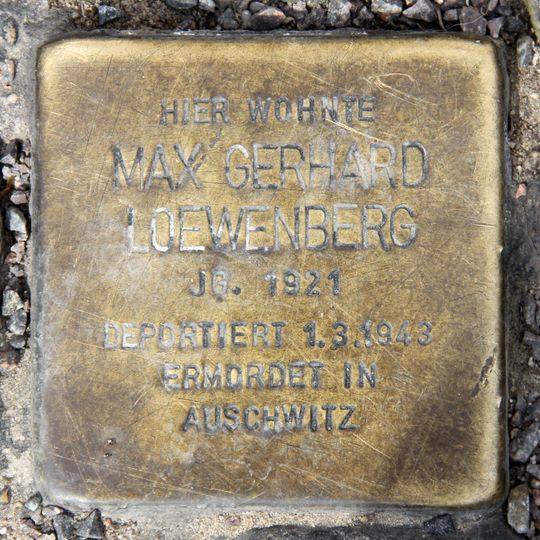 HIER WOHNTE
MAX GERHARD
LOEWENBERG
JG. 1921
DEPORTIERT 1.3.1943
ERMORDET IN
AUSCHWITZ